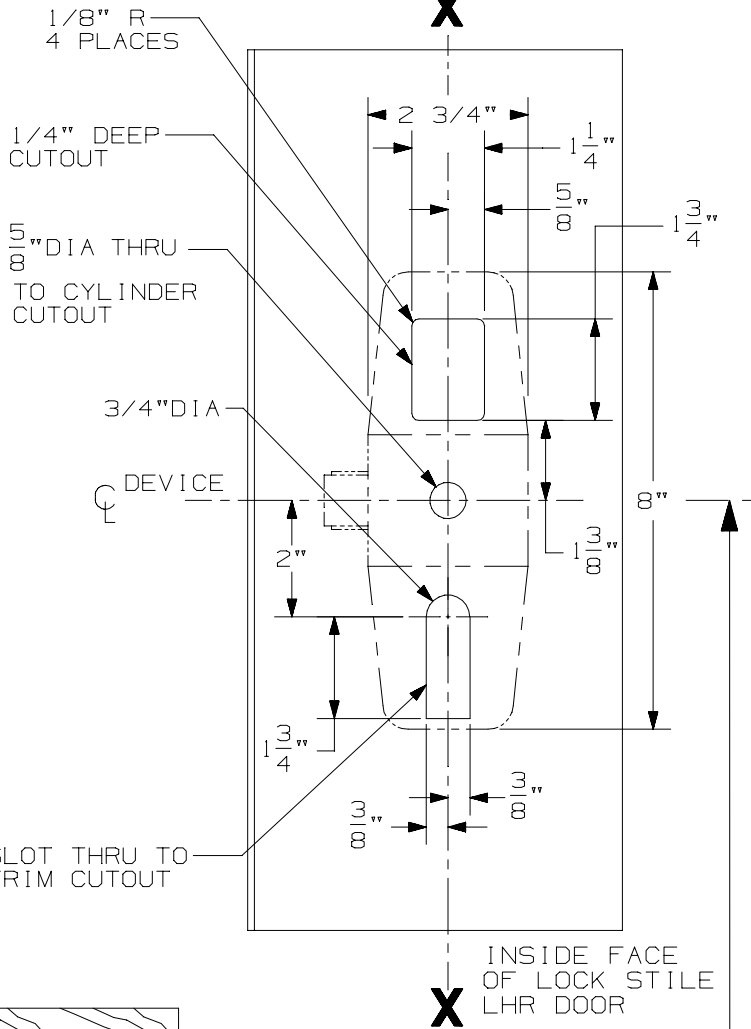 X
1/8" R
4 PLACES
2 3/4"
1/4" DEEP
CUTOUT
1 1/4"
5/8"
1 3/4"
5/8" DIA THRU
TO CYLINDER
CUTOUT
3/4" DIA
℄ DEVICE
8"
2"
1 3/8"
1 3/4"
3/8"
3/8"
SLOT THRU TO
TRIM CUTOUT
INSIDE FACE
OF LOCK STILE
LHR DOOR
X